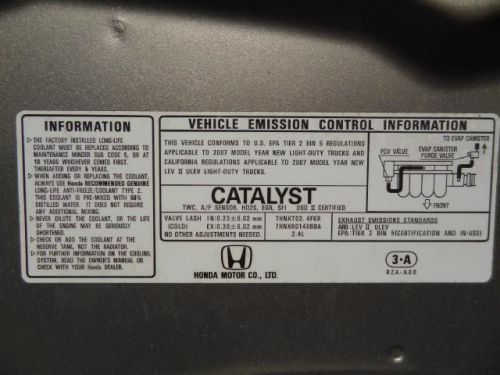 INFORMATION
▷ THE FACTORY INSTALLED LONG-LIFE
COOLANT MUST BE REPLACED ACCORDING TO
MAINTENANCE MINDER SUB CODE 5, OR AT
10 YEARS WHICHEVER COMES FIRST,
THEREAFTER EVERY 5 YEARS.
▷ WHEN ADDING OR REPLACING THE COOLANT,
ALWAYS USE Honda RECOMMENDED GENUINE
LONG-LIFE ANTI-FREEZE/COOLANT TYPE 2.
THIS COOLANT IS PRE-MIXED WITH 50%
DISTILLED WATER AND DOES NOT REQUIRE
ANY ADDITIONAL MIXING.
▷ NEVER DILUTE THE COOLANT, OR THE LIFE
OF THE ENGINE MAY BE SERIOUSLY
SHORTENED.
▷ CHECK OR ADD THE COOLANT AT THE
RESERVE TANK, NOT THE RADIATOR.
▷ FOR FURTHER INFORMATION ON THE COOLING
SYSTEM, READ THE OWNER'S MANUAL OR
CHECK WITH YOUR Honda DEALER.
VEHICLE EMISSION CONTROL INFORMATION
THIS VEHICLE CONFORMS TO U.S. EPA TIER 2 BIN 5 REGULATIONS
APPLICABLE TO 2007 MODEL YEAR NEW LIGHT-DUTY TRUCKS AND
CALIFORNIA REGULATIONS APPLICABLE TO 2007 MODEL YEAR NEW
LEV II ULEV LIGHT-DUTY TRUCKS.
CATALYST
TWC, A/F SENSOR, HO2S, EGR, SFI OBD II CERTIFIED
VALVE LASH IN:0.23±0.02 mm
(COLD) EX:0.30±0.02 mm
NO OTHER ADJUSTMENTS NEEDED.
7HNXT02.4FKR
7HNXR0140BBA
2.4L
TO EVAP CANISTER
PCV VALVE
EVAP CANISTER
PURGE VALVE
FRONT
EXHAUST EMISSIONS STANDARDS
ARB:LEV II ULEV
EPA:TIER 2 BIN 5(CERTIFICATION AND IN-USE)
HONDA MOTOR CO., LTD.
3-A
RZA-A00